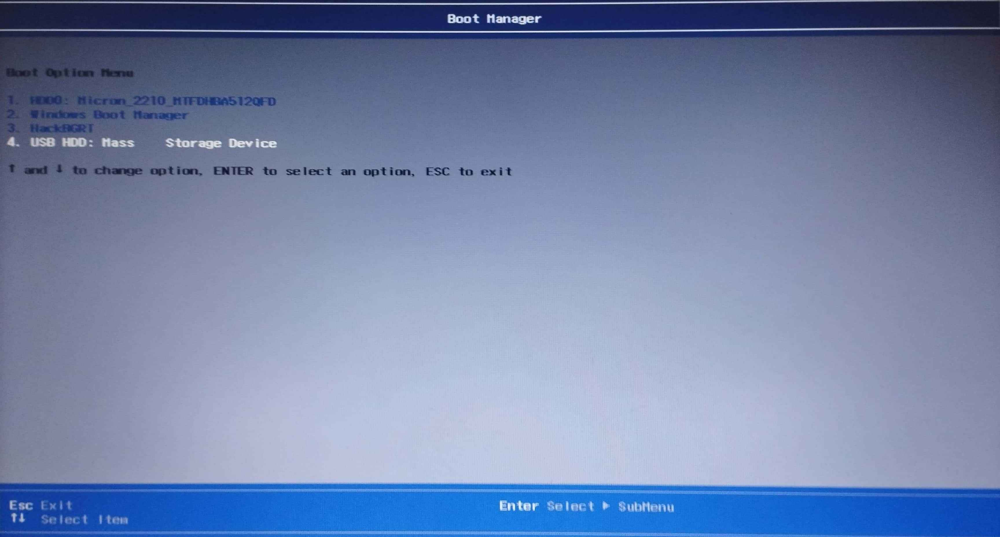 Boot Manager
Boot Option Menu
1. HDD0: Micron_2210_MTFDHBA512QFD
2. Windows Boot Manager
3. HackBGRT
4. USB HDD: Mass    Storage Device
↑ and ↓ to change option, ENTER to select an option, ESC to exit
Esc Exit
↑↓ Select Item
Enter Select ▶ SubMenu